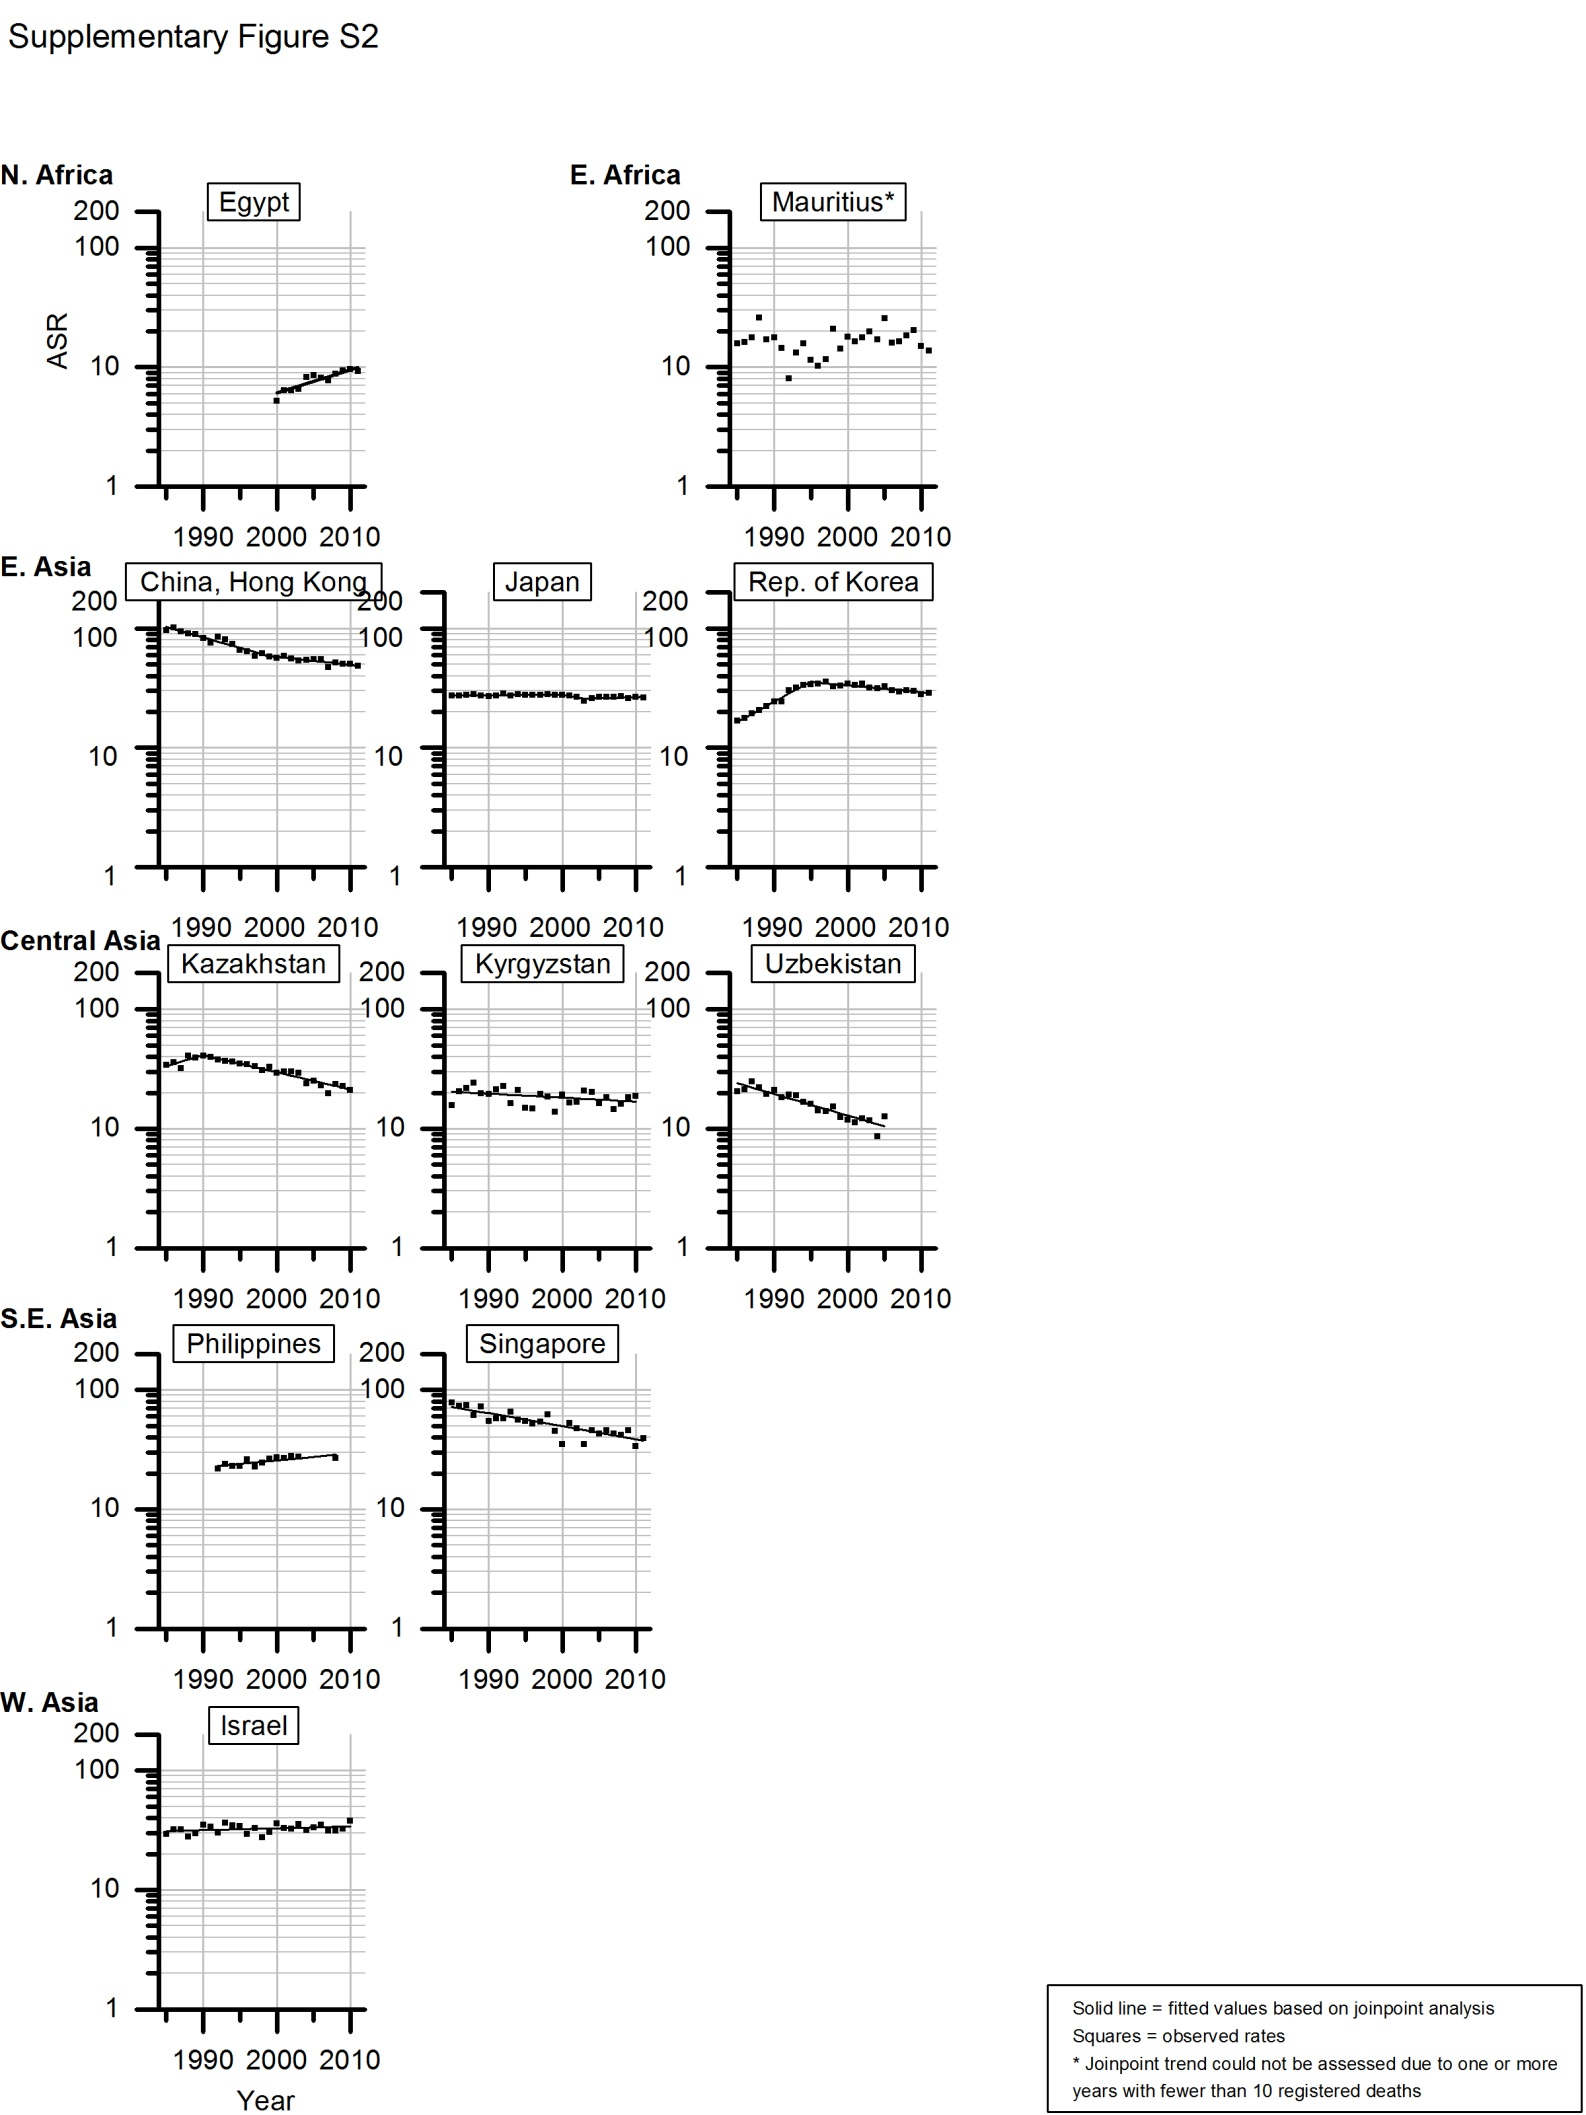 Supplementary Figure S2
N. Africa
E. Africa
Egypt
Mauritius*
200
100
10
1
ASR
1990 2000 2010
200
100
10
1
1990 2000 2010
E. Asia
China, Hong Kong
Japan
Rep. of Korea
200
100
10
1
1990 2000 2010
200
100
10
1
1990 2000 2010
200
100
10
1
1990 2000 2010
Central Asia
Kazakhstan
Kyrgyzstan
Uzbekistan
200
100
10
1
1990 2000 2010
200
100
10
1
1990 2000 2010
200
100
10
1
1990 2000 2010
S.E. Asia
Philippines
Singapore
200
100
10
1
1990 2000 2010
200
100
10
1
1990 2000 2010
W. Asia
Israel
200
100
10
1
1990 2000 2010
Year
Solid line = fitted values based on joinpoint analysis
Squares = observed rates
* Joinpoint trend could not be assessed due to one or more
years with fewer than 10 registered deaths